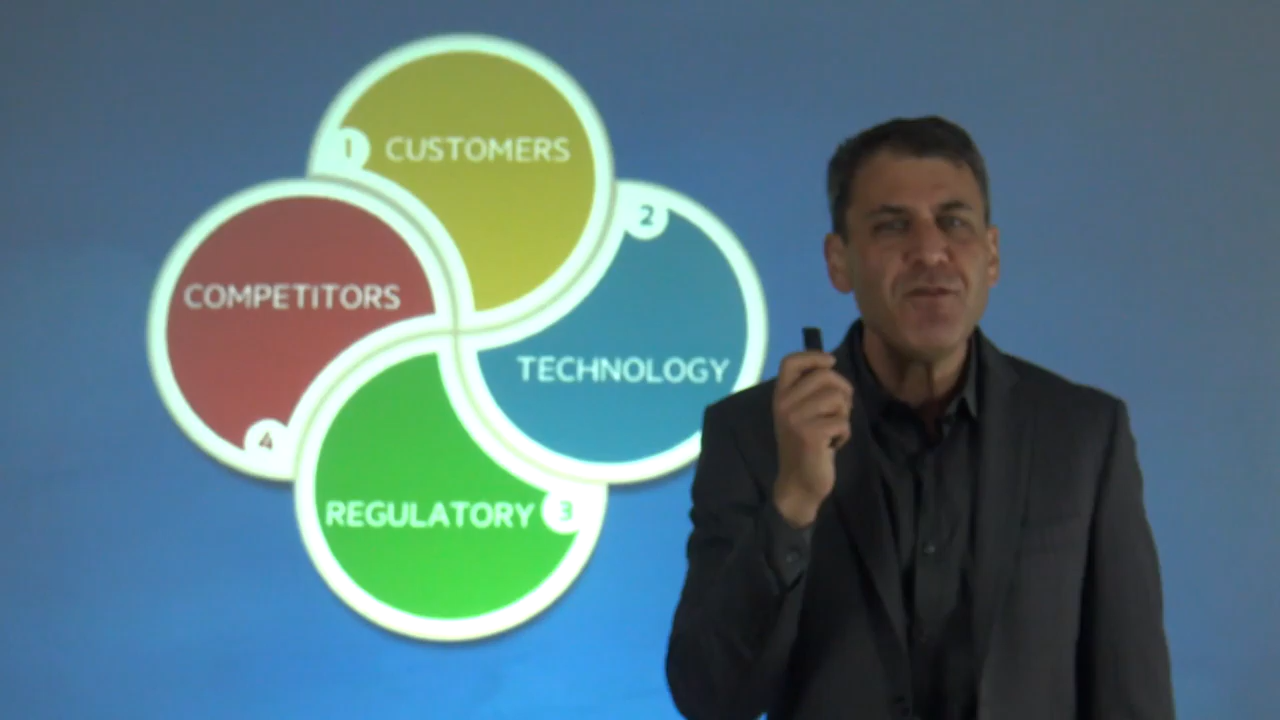 1 CUSTOMERS
2
COMPETITORS
TECHNOLOGY
4
REGULATORY 3